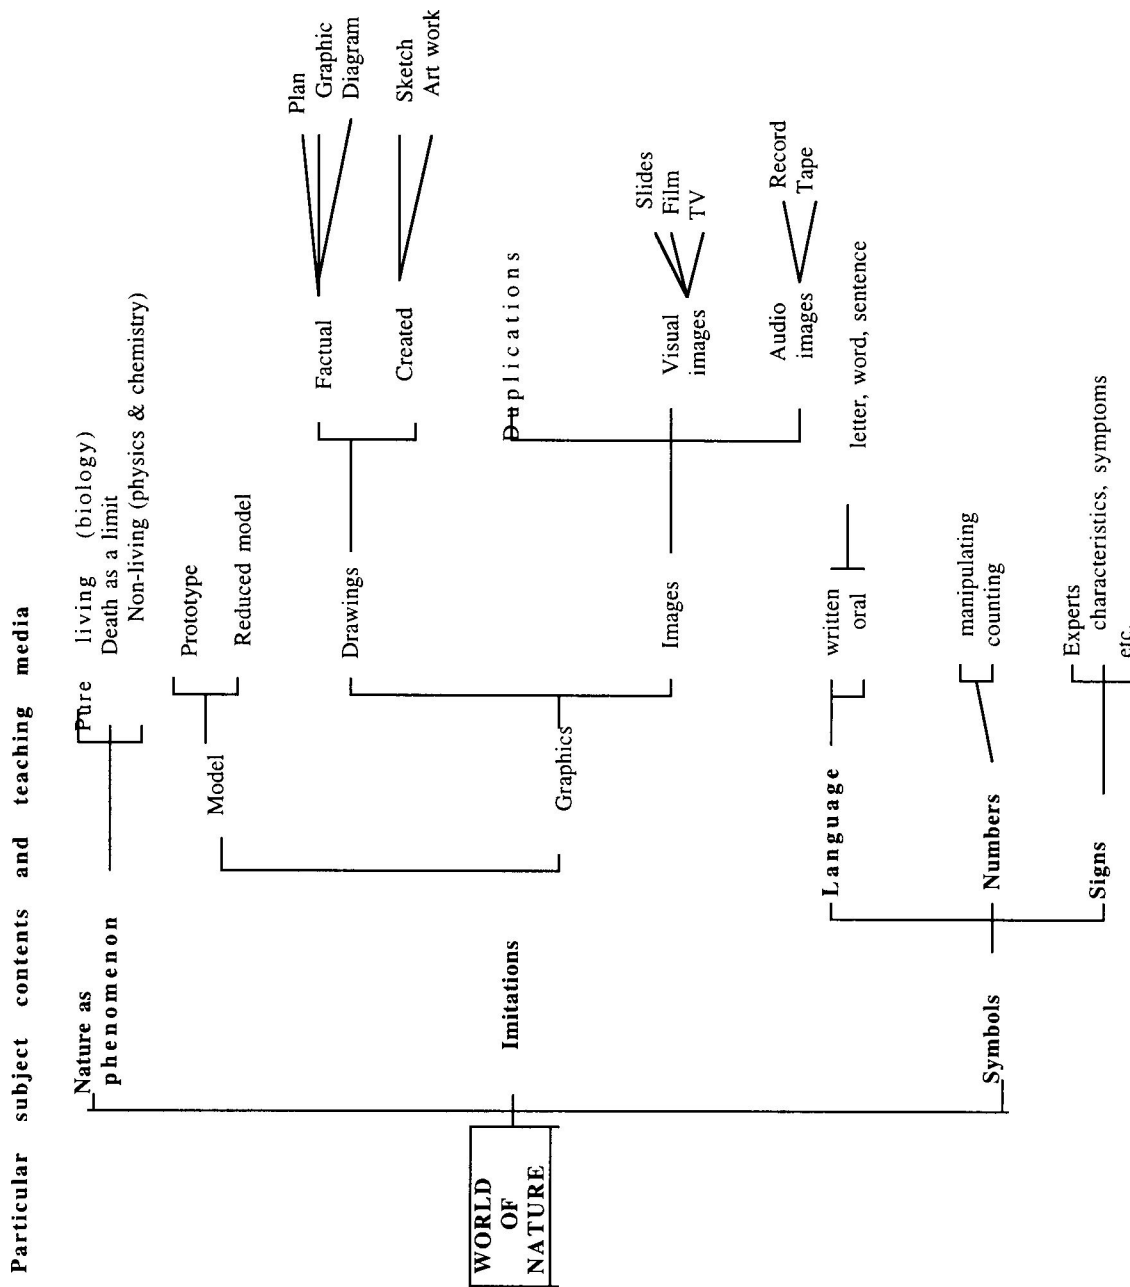 Particular subject contents and teaching media
WORLD
OF
NATURE
Nature as
phenomenon
Pure living (biology)
Death as a limit
Non-living (physics & chemistry)
Imitations
Model
Prototype
Reduced model
Graphics
Drawings
Factual
Plan
Graphic
Diagram
Created
Sketch
Art work
Images
Duplications
Visual
images
Slides
Film
TV
Audio
images
Record
Tape
Symbols
Language
written
oral
letter, word, sentence
Numbers
manipulating
counting
Signs
Experts
characteristics, symptoms
etc.